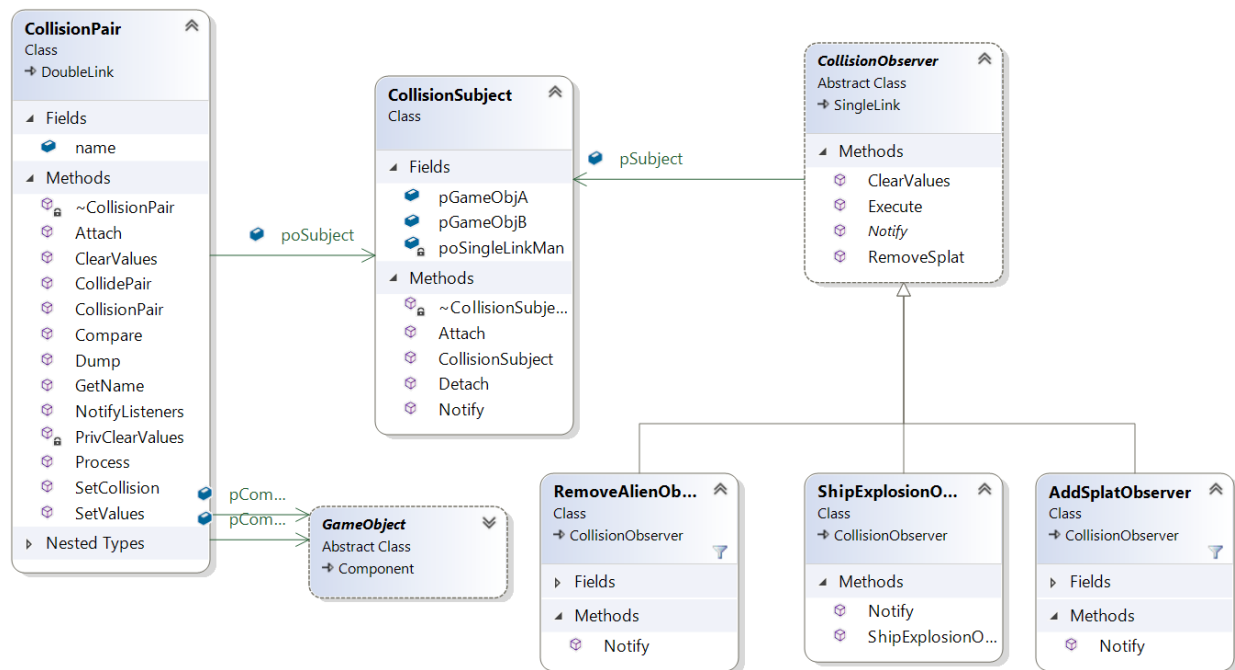 CollisionPair
Class
DoubleLink
Fields
name
Methods
~CollisionPair
Attach
ClearValues
CollidePair
CollisionPair
Compare
Dump
GetName
NotifyListeners
PrivClearValues
Process
SetCollision
SetValues
Nested Types
poSubject
pCom...
pCom...
CollisionSubject
Class
Fields
pGameObjA
pGameObjB
poSingleLinkMan
Methods
~CollisionSubje...
Attach
CollisionSubject
Detach
Notify
GameObject
Abstract Class
Component
pSubject
CollisionObserver
Abstract Class
SingleLink
Methods
ClearValues
Execute
Notify
RemoveSplat
RemoveAlienOb...
Class
CollisionObserver
Fields
Methods
Notify
ShipExplosionO...
Class
CollisionObserver
Methods
Notify
ShipExplosionO...
AddSplatObserver
Class
CollisionObserver
Fields
Methods
Notify